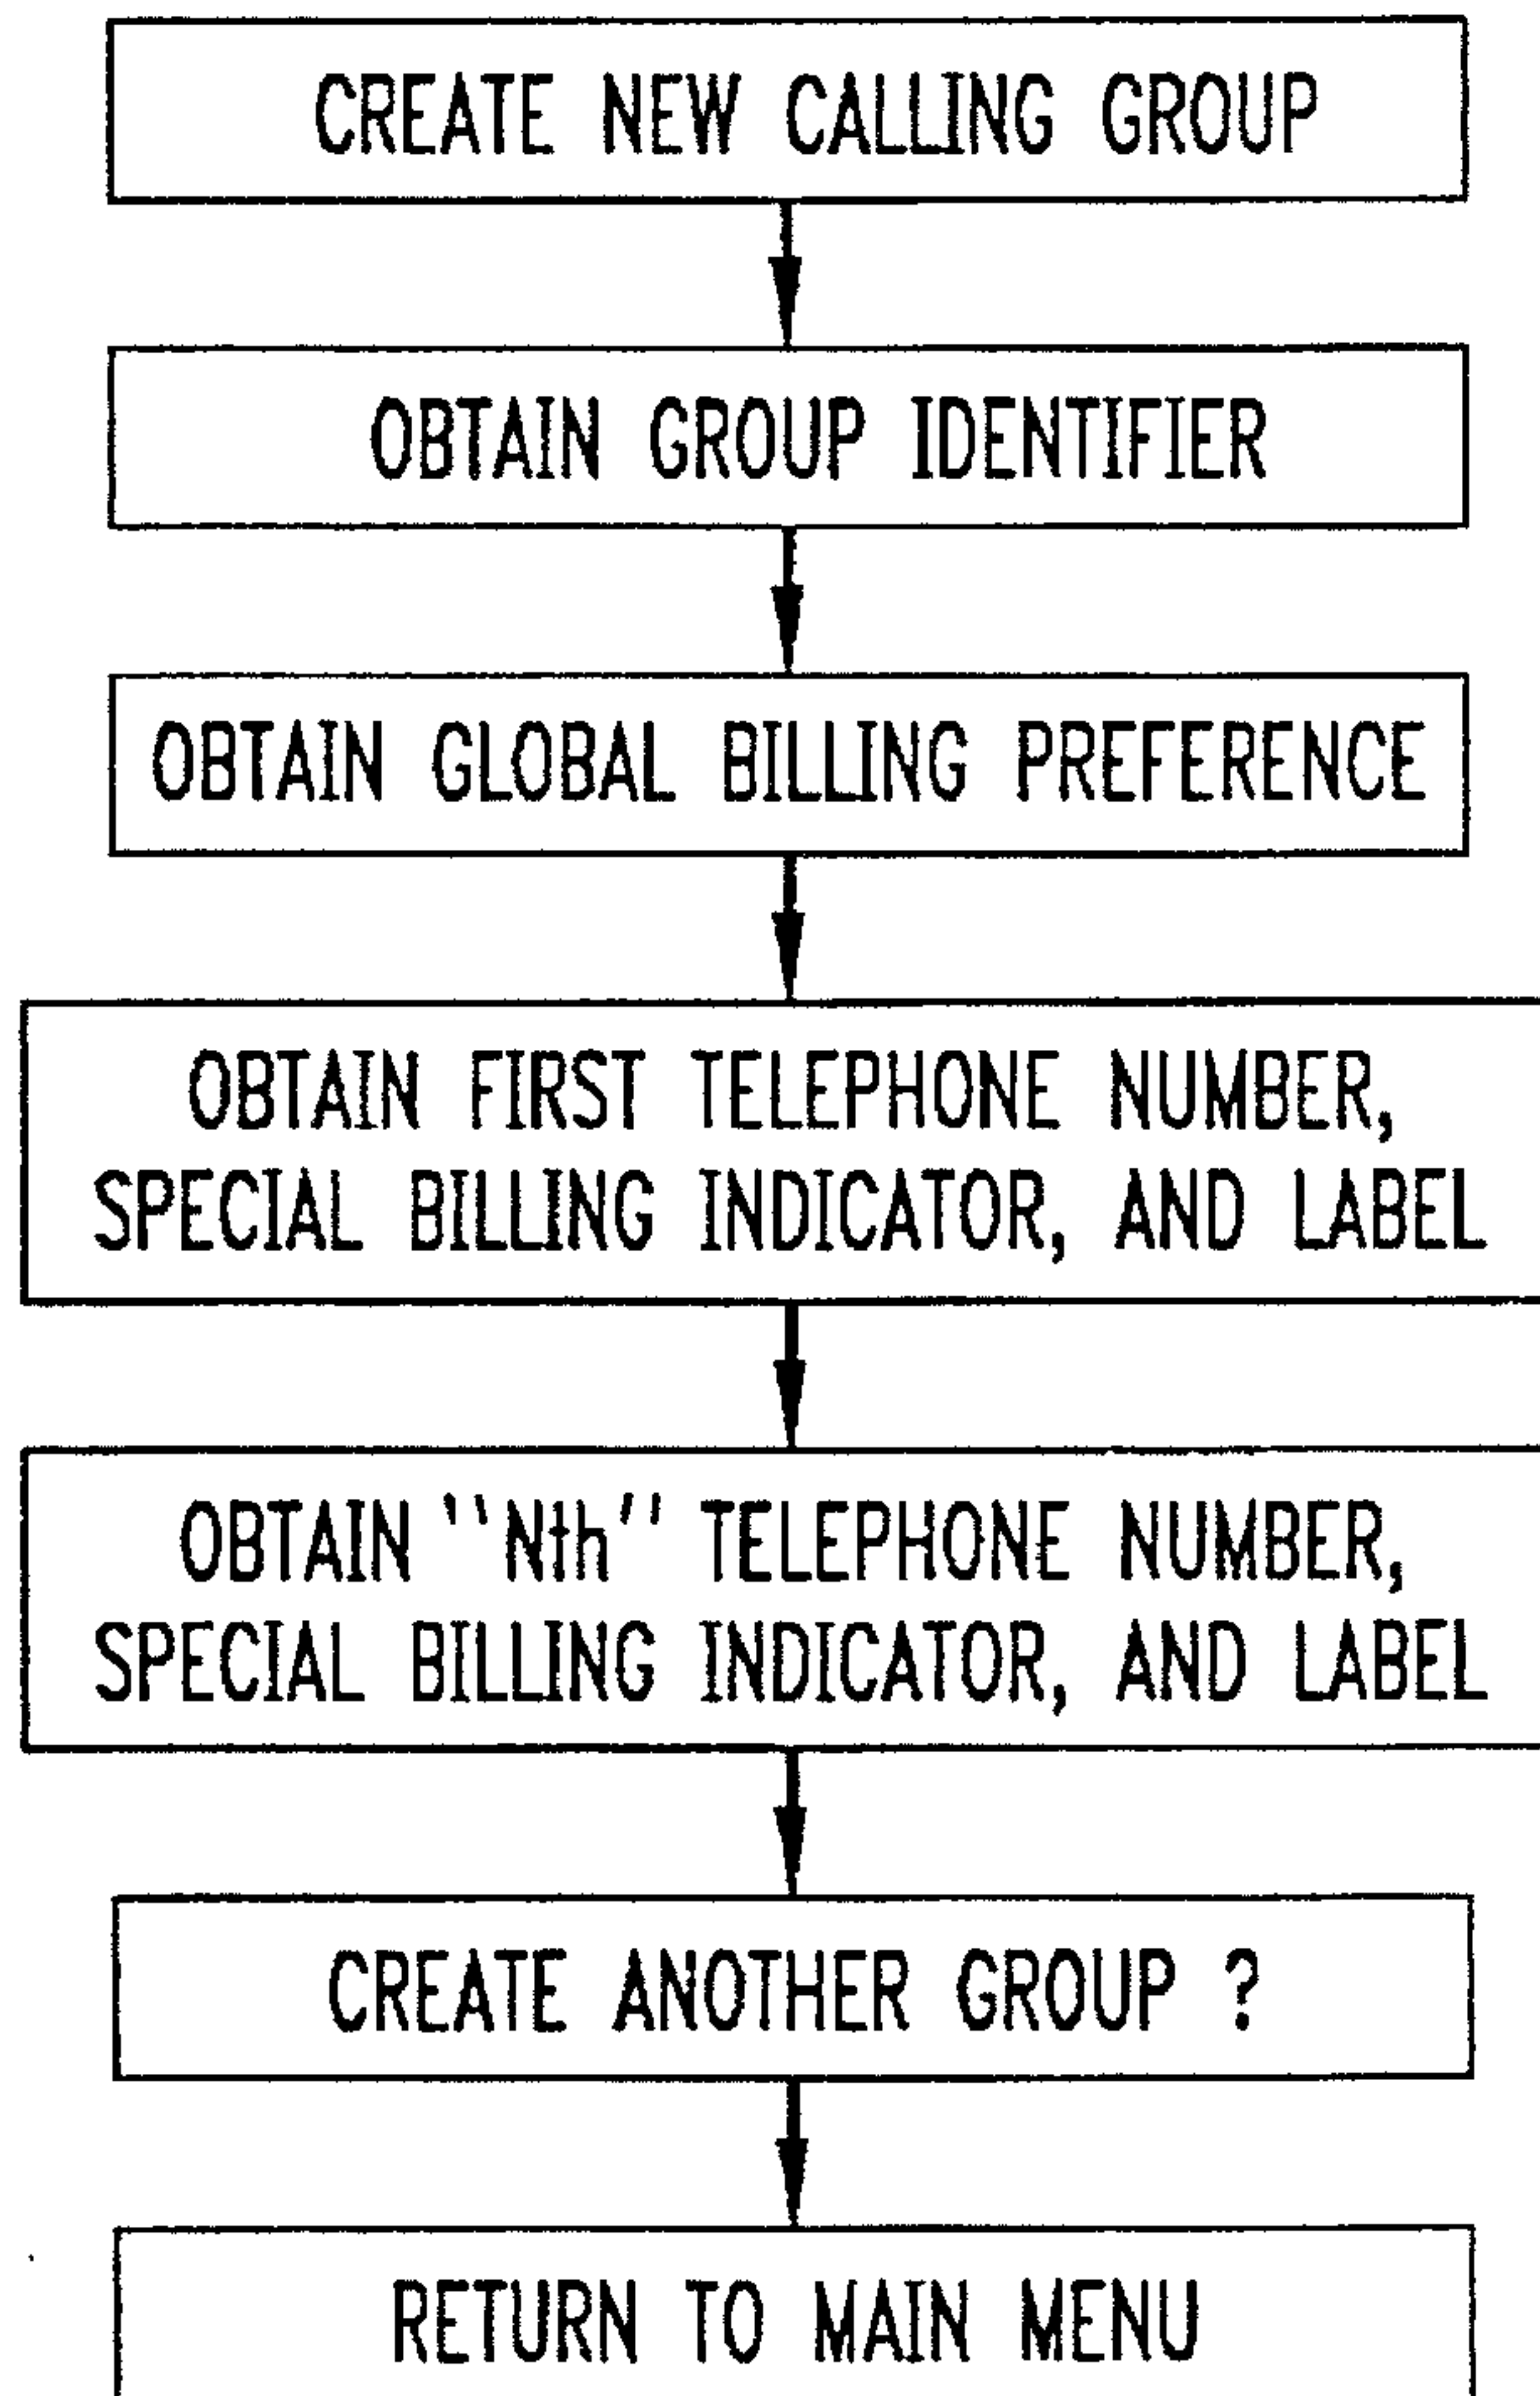 CREATE NEW CALLING GROUP
OBTAIN GROUP IDENTIFIER
OBTAIN GLOBAL BILLING PREFERENCE
OBTAIN FIRST TELEPHONE NUMBER,
SPECIAL BILLING INDICATOR, AND LABEL
OBTAIN ‘‘Nth’’ TELEPHONE NUMBER,
SPECIAL BILLING INDICATOR, AND LABEL
CREATE ANOTHER GROUP ?
RETURN TO MAIN MENU